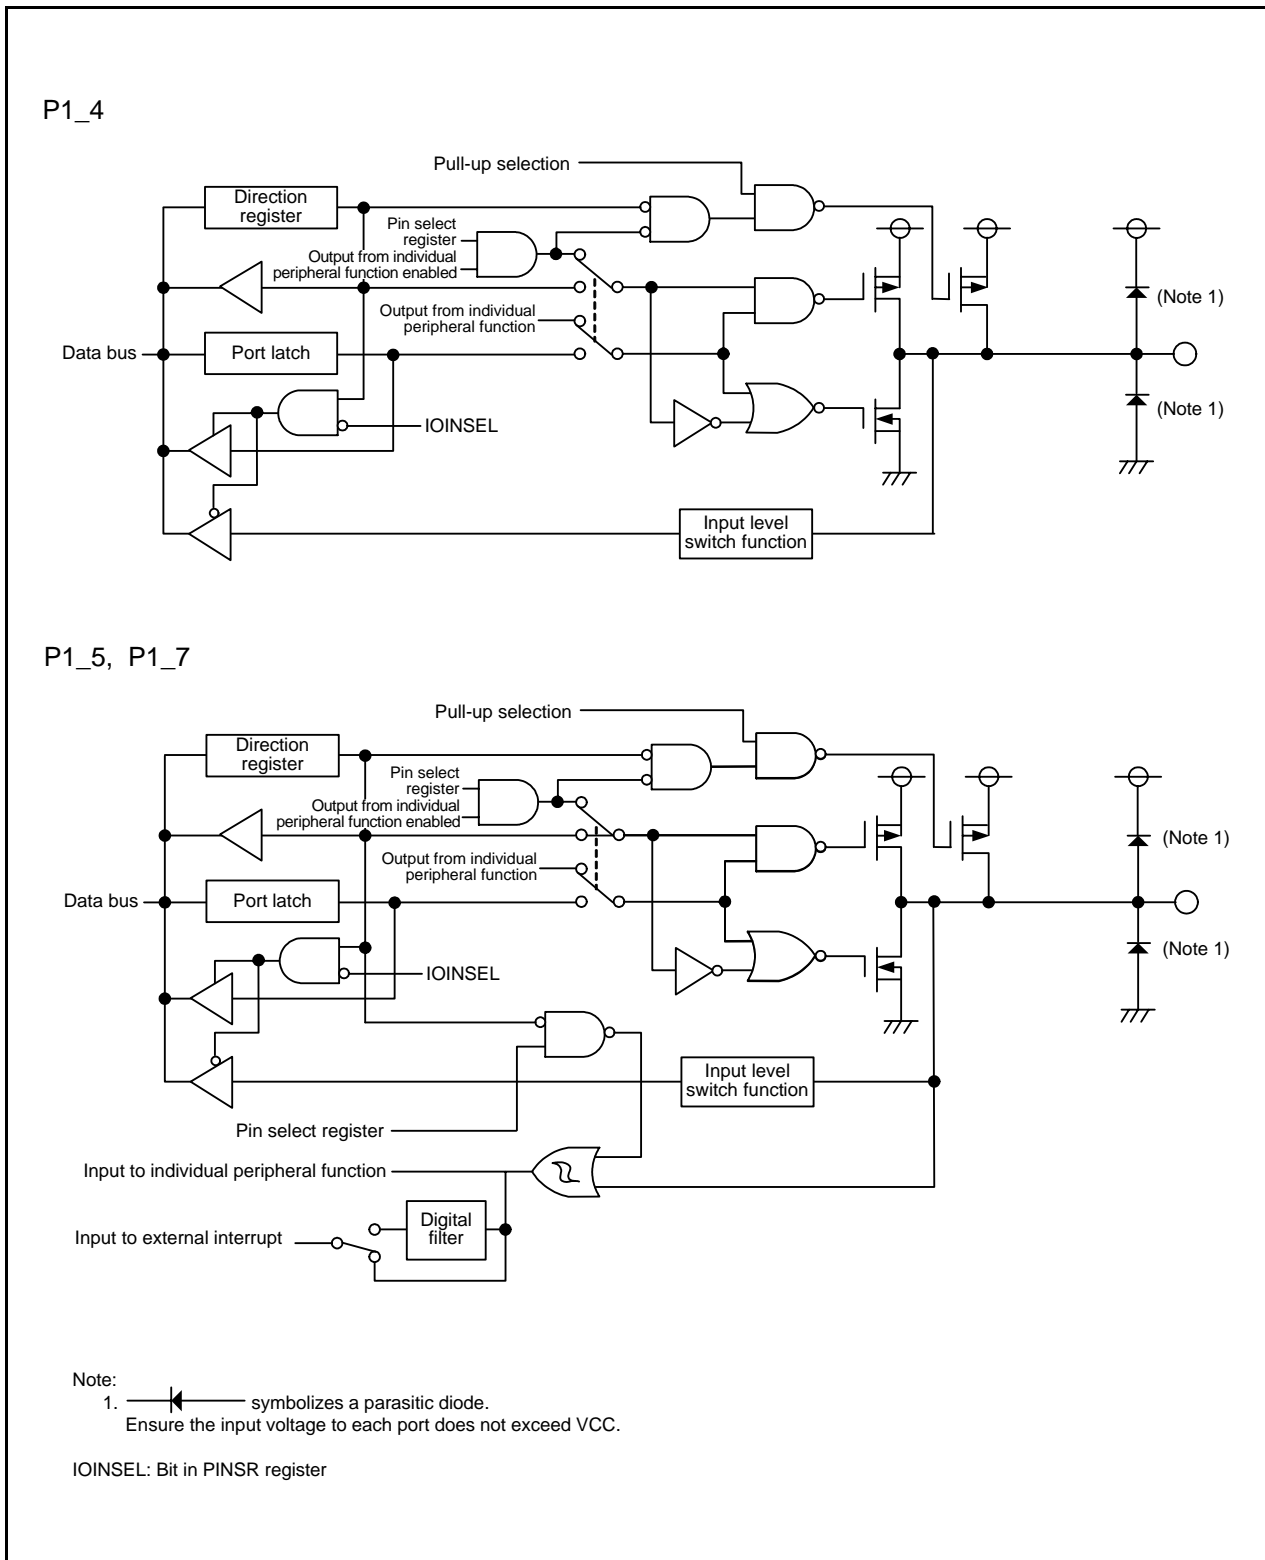 P1_4
Pull-up selection
Direction
register
Pin select
register
Output from individual
peripheral function enabled
(Note 1)
Output from individual
peripheral function
Data bus
Port latch
(Note 1)
IOINSEL
Input level
switch function
P1_5, P1_7
Pull-up selection
Direction
register
Pin select
register
Output from individual
peripheral function enabled
(Note 1)
Output from individual
peripheral function
Data bus
Port latch
(Note 1)
IOINSEL
Input level
switch function
Pin select register
Input to individual peripheral function
Digital
filter
Input to external interrupt
Note:
1. symbolizes a parasitic diode.
Ensure the input voltage to each port does not exceed VCC.
IOINSEL: Bit in PINSR register